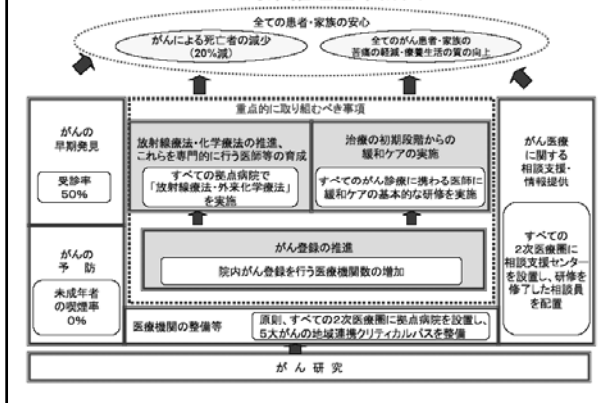 全ての患者・家族の安心
がんによる死亡者の減少
(20%減)
全てのがん患者・家族の
苦痛の軽減・療養生活の質の向上
重点的に取り組むべき事項
がんの
早期発見
受診率
50%
がんの
予　防
未成年者
の喫煙率
0%
放射線療法・化学療法の推進、
これらを専門的に行う医師等の育成
すべての拠点病院で
「放射線療法・外来化学療法」
を実施
治療の初期段階からの
緩和ケアの実施
すべてのがん診療に携わる医師に
緩和ケアの基本的な研修を実施
がん登録の推進
院内がん登録を行う医療機関数の増加
医療機関の整備等
原則、すべての2次医療圏に拠点病院を設置し、
5大がんの地域連携クリティカルパスを整備
がん医療
に関する
相談支援・
情報提供
すべての
2次医療圏に
相談支援センター
を設置し、研修を
修了した相談員
を配置
がん研究